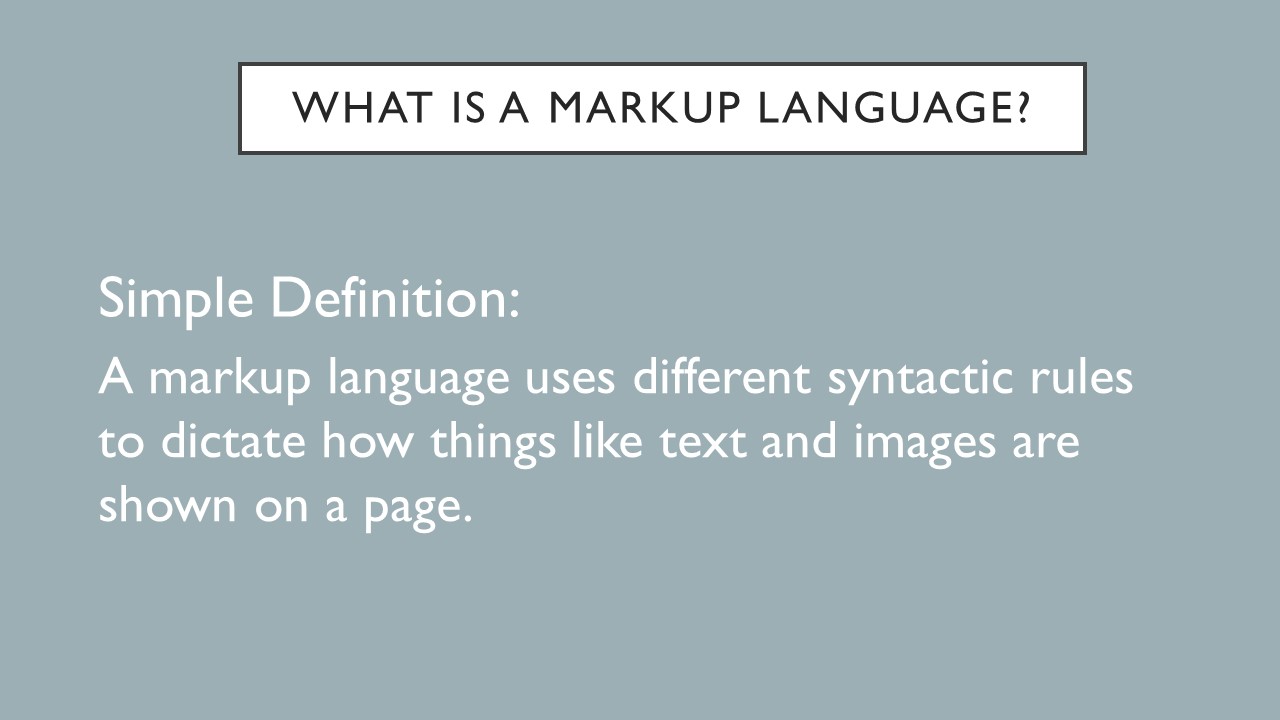 WHAT IS A MARKUP LANGUAGE?
Simple Definition:
A markup language uses different syntactic rules
to dictate how things like text and images are
shown on a page.